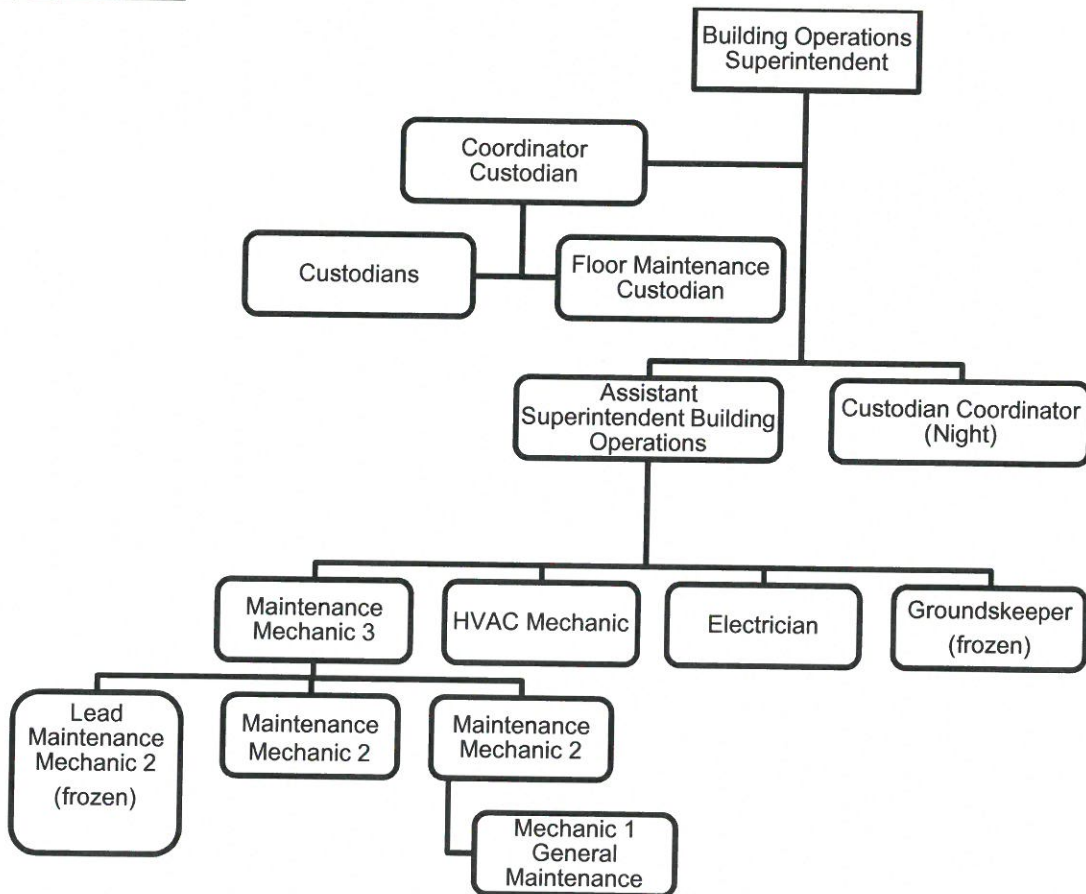 Building Operations
Superintendent
Coordinator
Custodian
Custodians
Floor Maintenance
Custodian
Assistant
Superintendent Building
Operations
Custodian Coordinator
(Night)
Maintenance
Mechanic 3
HVAC Mechanic
Electrician
Groundskeeper
(frozen)
Lead
Maintenance
Mechanic 2
(frozen)
Maintenance
Mechanic 2
Maintenance
Mechanic 2
Mechanic 1
General
Maintenance